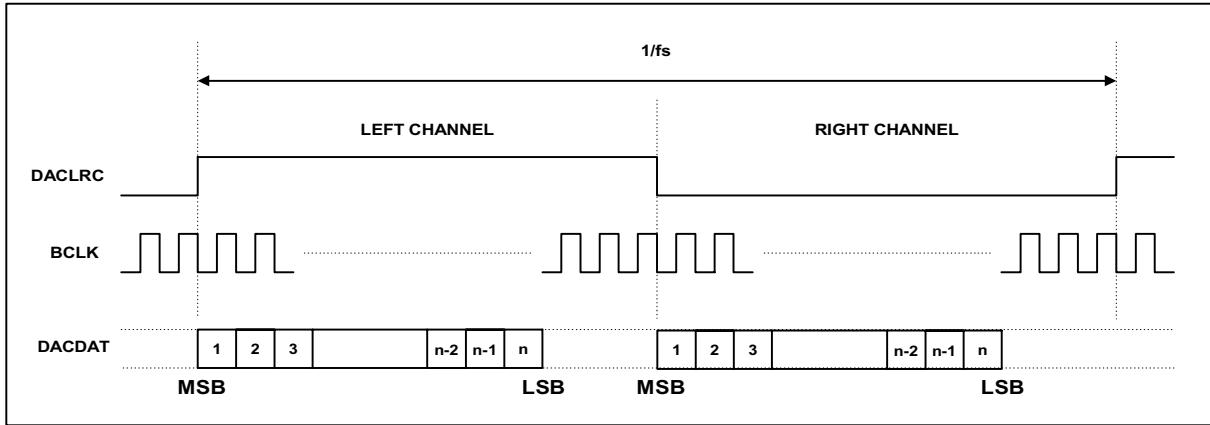 1/fs
LEFT CHANNEL RIGHT CHANNEL
DACLRC
BCLK
DACDAT
1 2 3 n-2 n-1 n 1 2 3 n-2 n-1 n
MSB LSB MSB LSB